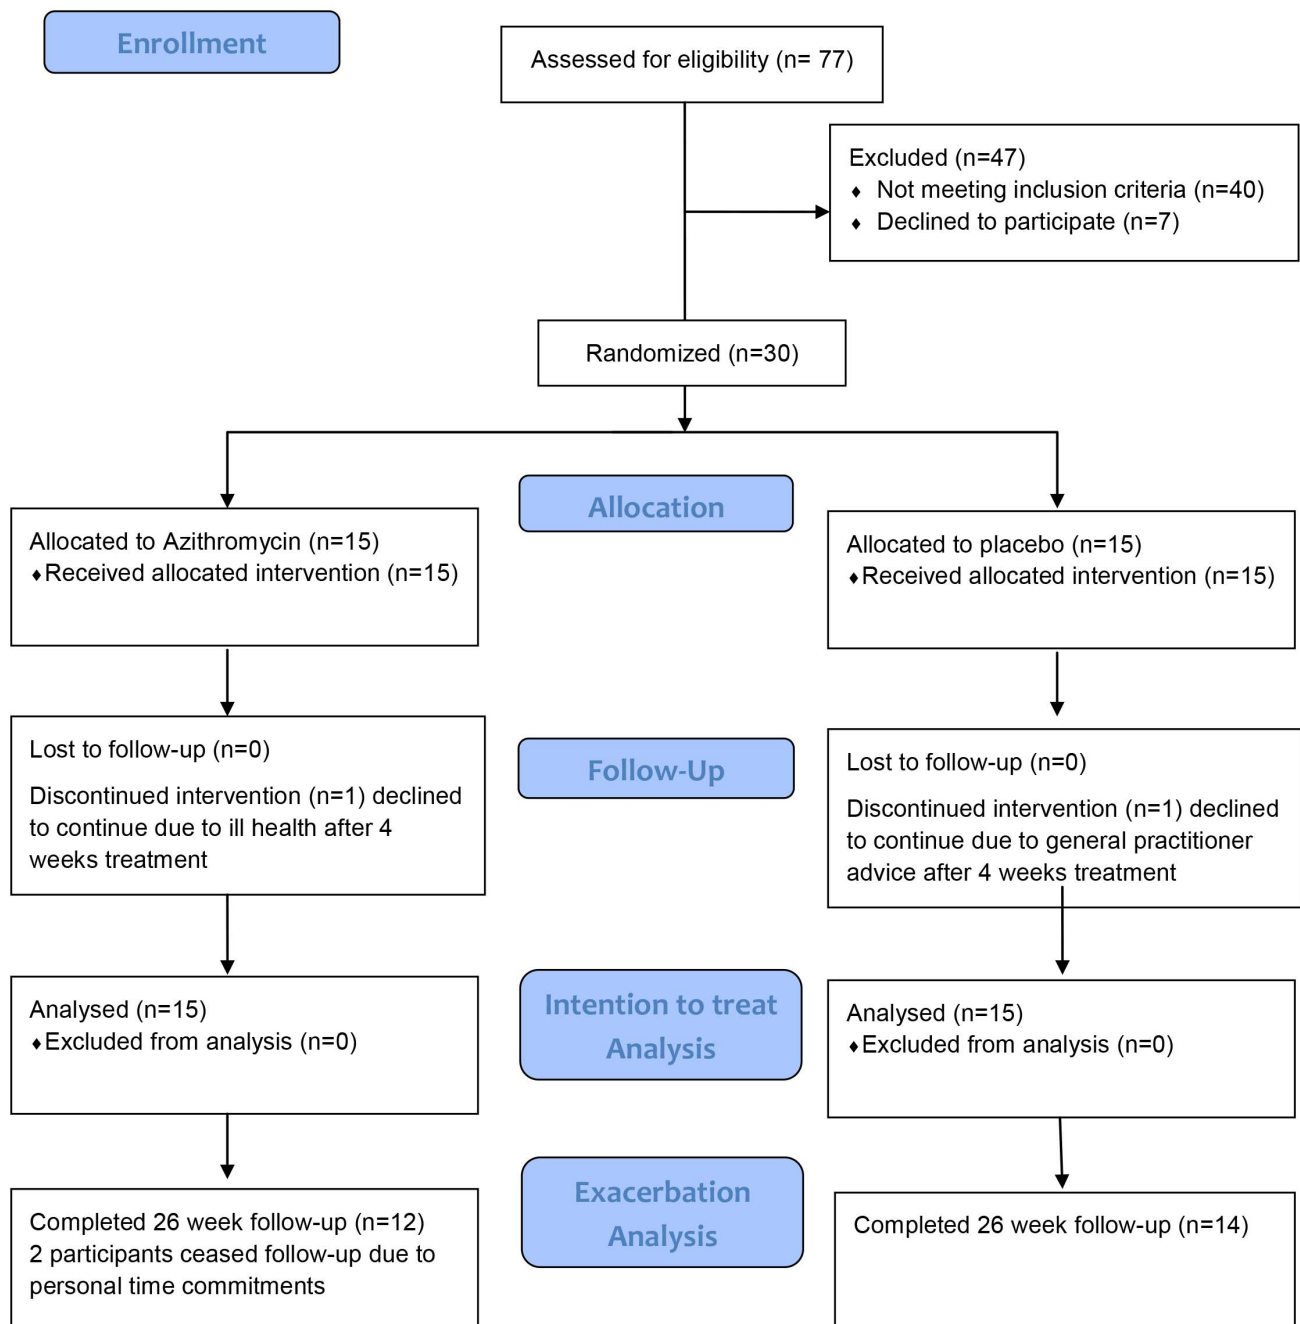 Enrollment
Assessed for eligibility (n= 77)
Excluded (n=47)
♦ Not meeting inclusion criteria (n=40)
♦ Declined to participate (n=7)
Randomized (n=30)
Allocation
Allocated to Azithromycin (n=15)
♦Received allocated intervention (n=15)
Allocated to placebo (n=15)
♦Received allocated intervention (n=15)
Follow-Up
Lost to follow-up (n=0)
Discontinued intervention (n=1) declined
to continue due to ill health after 4
weeks treatment
Lost to follow-up (n=0)
Discontinued intervention (n=1) declined
to continue due to general practitioner
advice after 4 weeks treatment
Intention to treat
Analysis
Analysed (n=15)
♦Excluded from analysis (n=0)
Analysed (n=15)
♦Excluded from analysis (n=0)
Exacerbation
Analysis
Completed 26 week follow-up (n=12)
2 participants ceased follow-up due to
personal time commitments
Completed 26 week follow-up (n=14)